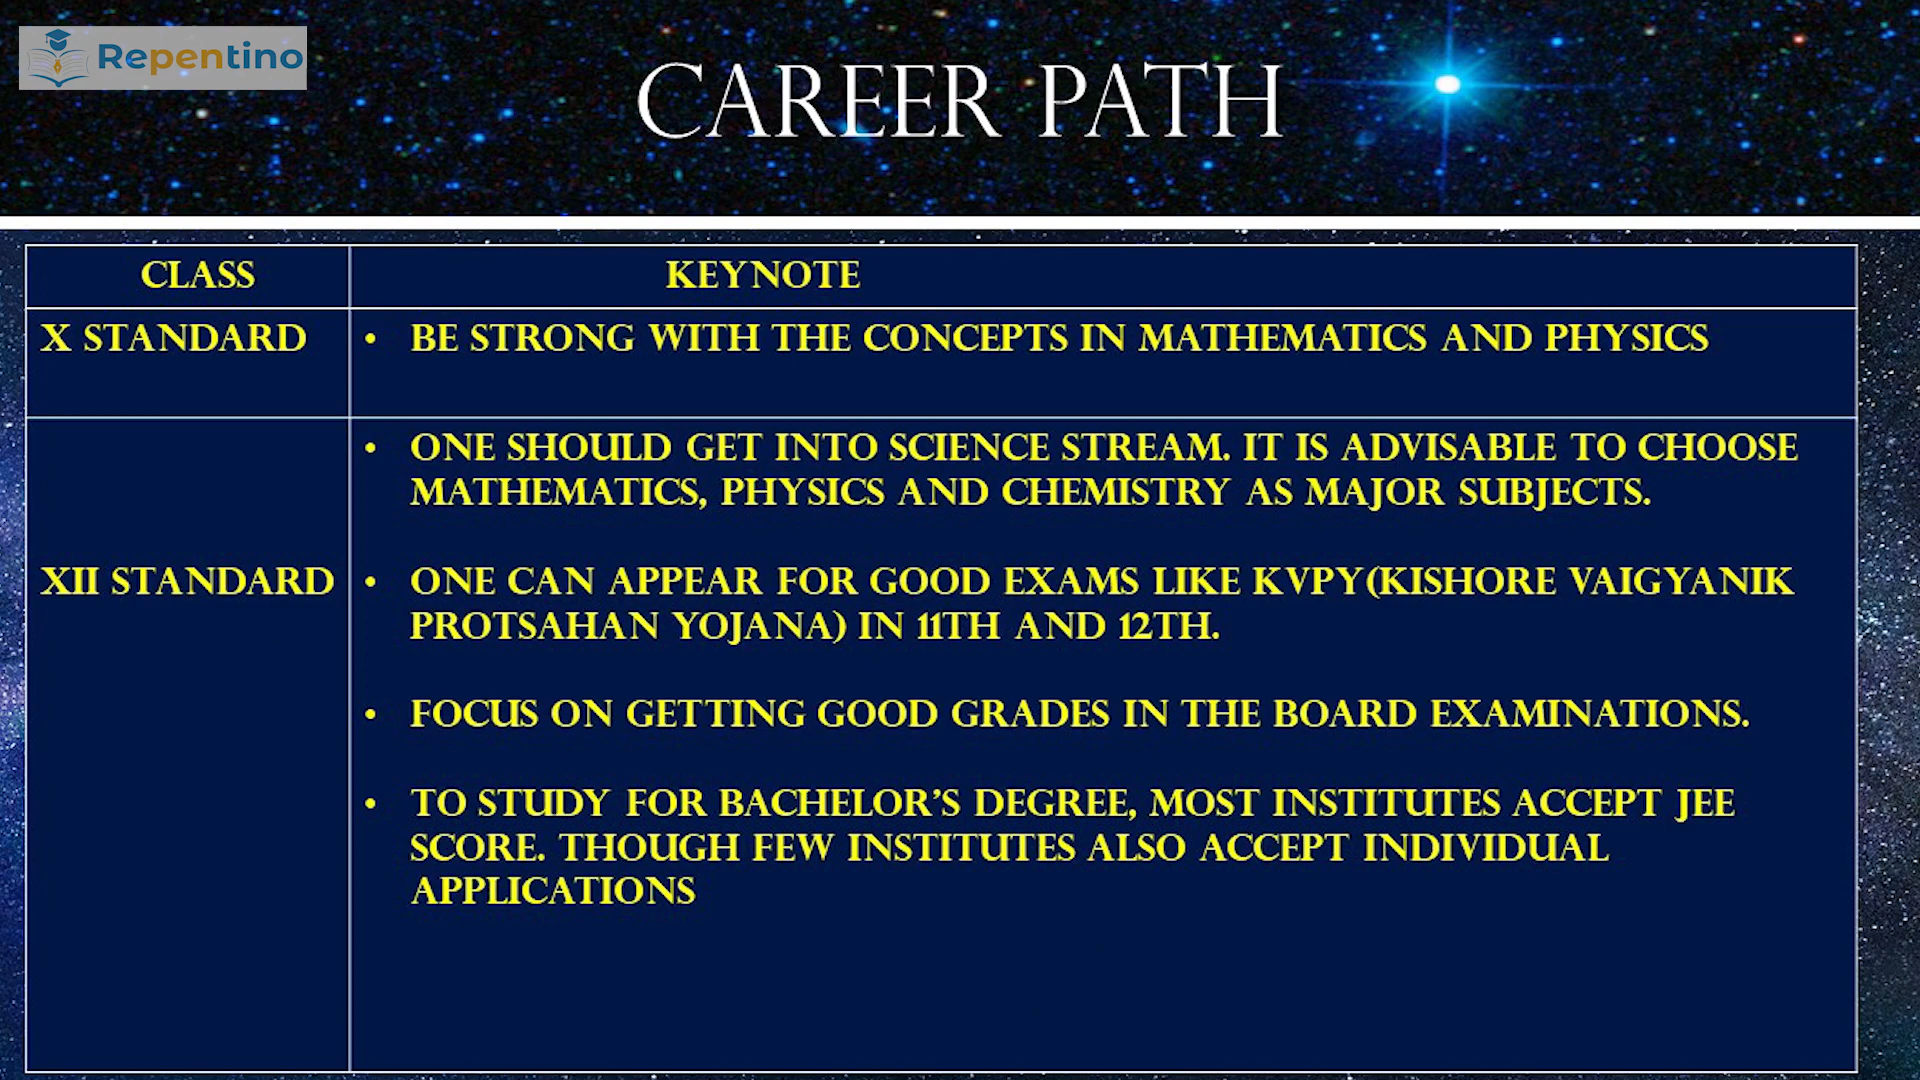 Repentino
CAREER PATH
CLASS
KEYNOTE
X STANDARD
• BE STRONG WITH THE CONCEPTS IN MATHEMATICS AND PHYSICS
• ONE SHOULD GET INTO SCIENCE STREAM. IT IS ADVISABLE TO CHOOSE
MATHEMATICS, PHYSICS AND CHEMISTRY AS MAJOR SUBJECTS.
XII STANDARD
• ONE CAN APPEAR FOR GOOD EXAMS LIKE KVPY(KISHORE VAIGYANIK
PROTSAHAN YOJANA) IN 11TH AND 12TH.
• FOCUS ON GETTING GOOD GRADES IN THE BOARD EXAMINATIONS.
• TO STUDY FOR BACHELOR’S DEGREE, MOST INSTITUTES ACCEPT JEE
SCORE. THOUGH FEW INSTITUTES ALSO ACCEPT INDIVIDUAL
APPLICATIONS